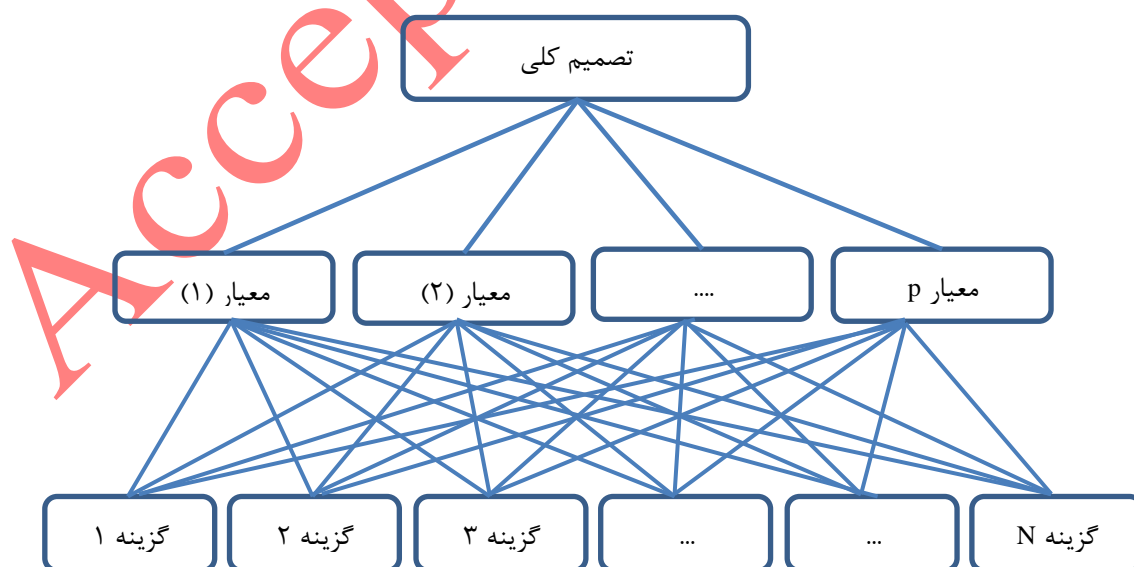 Accep
تصمیم کلی
معیار (۱)
معیار (۲)
....
معیار p
گزینه ۱
گزینه ۲
گزینه ۳
...
...
گزینه N